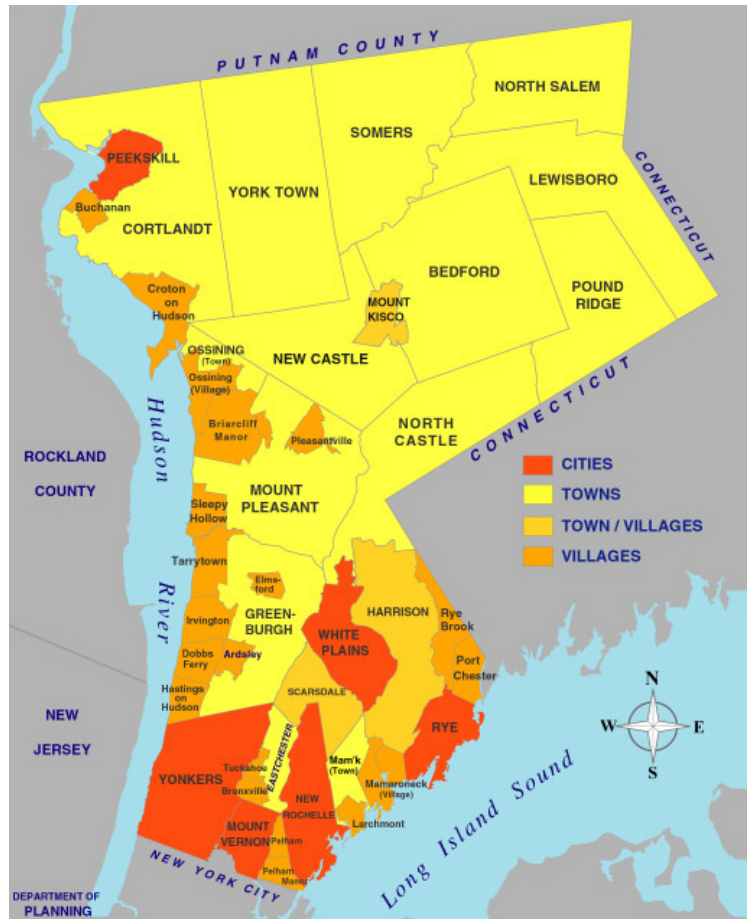 PUTNAM COUNTY
NORTH SALEM
SOMERS
PEEKSKILL
LEWISBORO
CONNECTICUT
YORK TOWN
Buchanan
CORTLANDT
BEDFORD
POUND
RIDGE
Croton
on
Hudson
MOUNT
KISCO
OSSINING
(Town)
NEW CASTLE
Ossining
(Village)
Hudson
Briarcliff
Manor
Pleasantville
NORTH
CASTLE
CONNECTICUT
ROCKLAND
COUNTY
CITIES
TOWNS
TOWN / VILLAGES
VILLAGES
MOUNT
PLEASANT
Sleepy
Hollow
Tarrytown
Elms-
ford
River
Irvington
GREEN-
BURGH
HARRISON
Rye
Brook
WHITE
PLAINS
Dobbs
Ferry
Ardsley
Port
Chester
Hastings
on
Hudson
SCARSDALE
NEW
JERSEY
RYE
N
W
E
S
EASTCHESTER
Mam'k
(Town)
YONKERS
Tuckahoe
Bronxville
Mamaroneck
(Village)
NEW
ROCHELLE
Larchmont
MOUNT
VERNON
Pelham
Pelham
Manor
Long Island Sound
NEW YORK CITY
DEPARTMENT OF
PLANNING